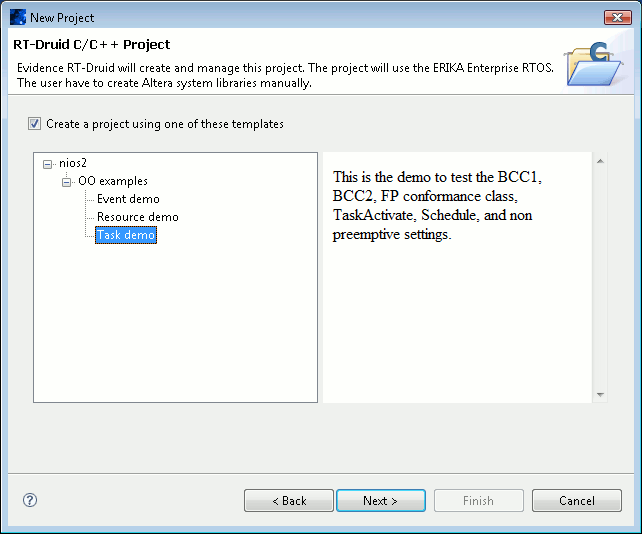 New Project
RT-Druid C/C++ Project
Evidence RT-Druid will create and manage this project. The project will use the ERIKA Enterprise RTOS.
The user have to create Altera system libraries manually.
Create a project using one of these templates
nios2
OO examples
Event demo
Resource demo
Task demo
This is the demo to test the BCC1,
BCC2, FP conformance class,
TaskActivate, Schedule, and non
preemptive settings.
?
< Back
Next >
Finish
Cancel